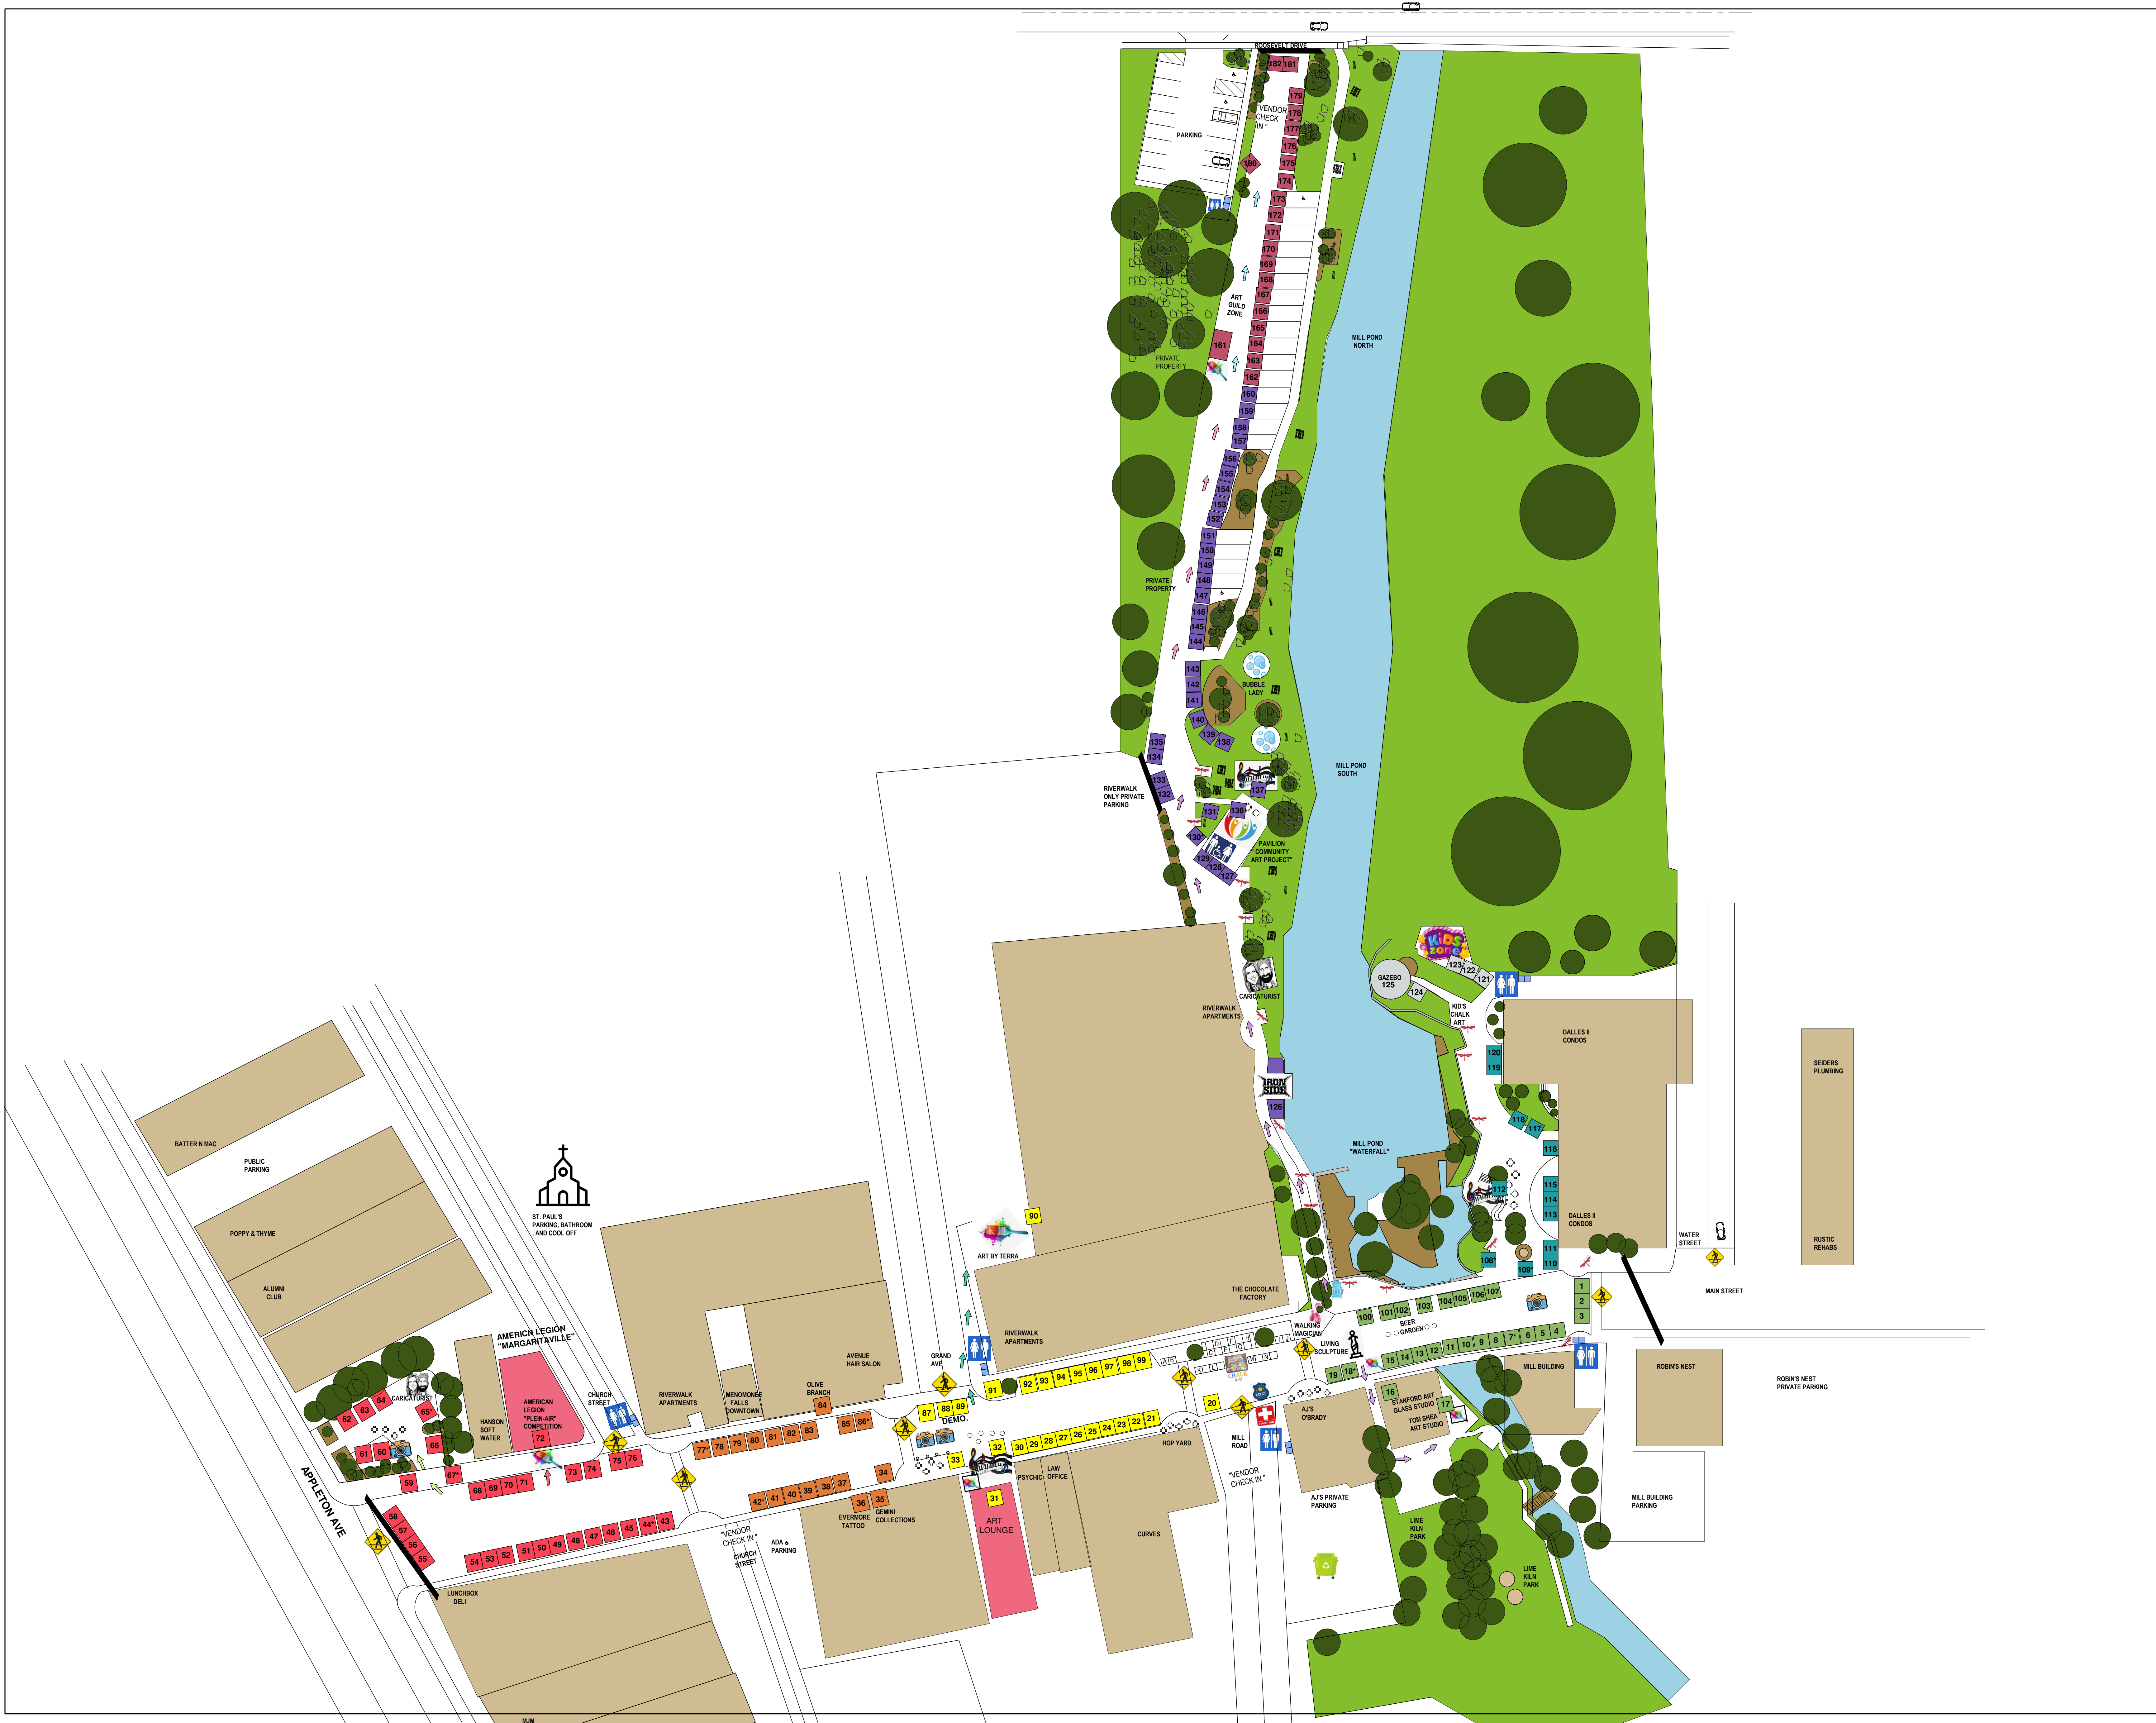 ROOSEVELT DRIVE
182 181
179
"VENDOR
CHECK
IN "
178
177
PARKING
176
180
175
174
173
172
171
170
169
168
ART
GUILD
ZONE
167
166
165
161
164
MILL POND
NORTH
PRIVATE
PROPERTY
163
162
160
159
158
157
156
155
154
153
152*
151
150
149
PRIVATE
PROPERTY
148
147
146
145
144
143
BUBBLE
LADY
142
141
140
139
138
135
134
MILL POND
SOUTH
133
132
137
RIVERWALK
ONLY PRIVATE
PARKING
131
136
130*
PAVILION
" COMMUNITY
ART PROJECT"
129
128
127
KiDS
zone
123
122
121
GAZEBO
125
124
CARICATURIST
RIVERWALK
APARTMENTS
KID'S
CHALK
ART
DALLES II
CONDOS
120
119
SEIDERS
PLUMBING
IRON
SIDE
126
118
117
MILL POND
"WATERFALL"
116
115
114
113
112
DALLES II
CONDOS
111
110
108*
109*
WATER
STREET
RUSTIC
REHABS
MAIN STREET
BATTER N MAC
PUBLIC
PARKING
POPPY & THYME
ALUMNI
CLUB
ST. PAUL'S
PARKING, BATHROOM
AND COOL OFF
90
ART BY TERRA
THE CHOCOLATE
FACTORY
RIVERWALK
APARTMENTS
WALKING
MAGICIAN
LIVING
SCULPTURE
100
101 102
103
104 105
106 107
BEER
GARDEN
1
2
3
19 18*
15 14 13 12
11 10 9 8 7* 6 5 4
16
STANFORD ART
GLASS STUDIO
17
TOM SHEA
ART STUDIO
MILL BUILDING
ROBIN'S NEST
ROBIN'S NEST
PRIVATE PARKING
AMERICN LEGION
"MARGARITAVILLE"
AMERICAN
LEGION
"PLEIN-AIR"
COMPETITION
72
CHURCH
STREET
HANSON
SOFT
WATER
CARICATURIST
62 63 64
65*
66
61 60
59
67*
68 69 70 71
73 74
75 76
58
57
56
55
54 53 52
51 50 49 48 47 46 45 44* 43
APPLETON AVE
LUNCHBOX
DELI
MJM
RIVERWALK
APARTMENTS
MENOMONEE
FALLS
DOWNTOWN
OLIVE
BRANCH
84
AVENUE
HAIR SALON
GRAND
AVE
77* 78 79 80 81 82 83
85 86*
42* 41 40 39 38 37
34
36 35
EVERMORE
TATTOO
GEMINI
COLLECTIONS
"VENDOR
CHECK IN "
CHURCH
STREET
ADA
PARKING
87 88 89
DEMO.
33
32
31
ART
LOUNGE
PSYCHIC
LAW
OFFICE
91
92 93 94 95 96 97 98 99
30 29 28 27 26 25 24 23 22 21
HOP YARD
CURVES
A B C D E F G H I J
K L M N
CHALK
20
POLICE
MILL
ROAD
"VENDOR
CHECK IN "
AJ'S
O'BRADY
AJ'S PRIVATE
PARKING
LIME
KILN
PARK
LIME
KILN
PARK
MILL BUILDING
PARKING